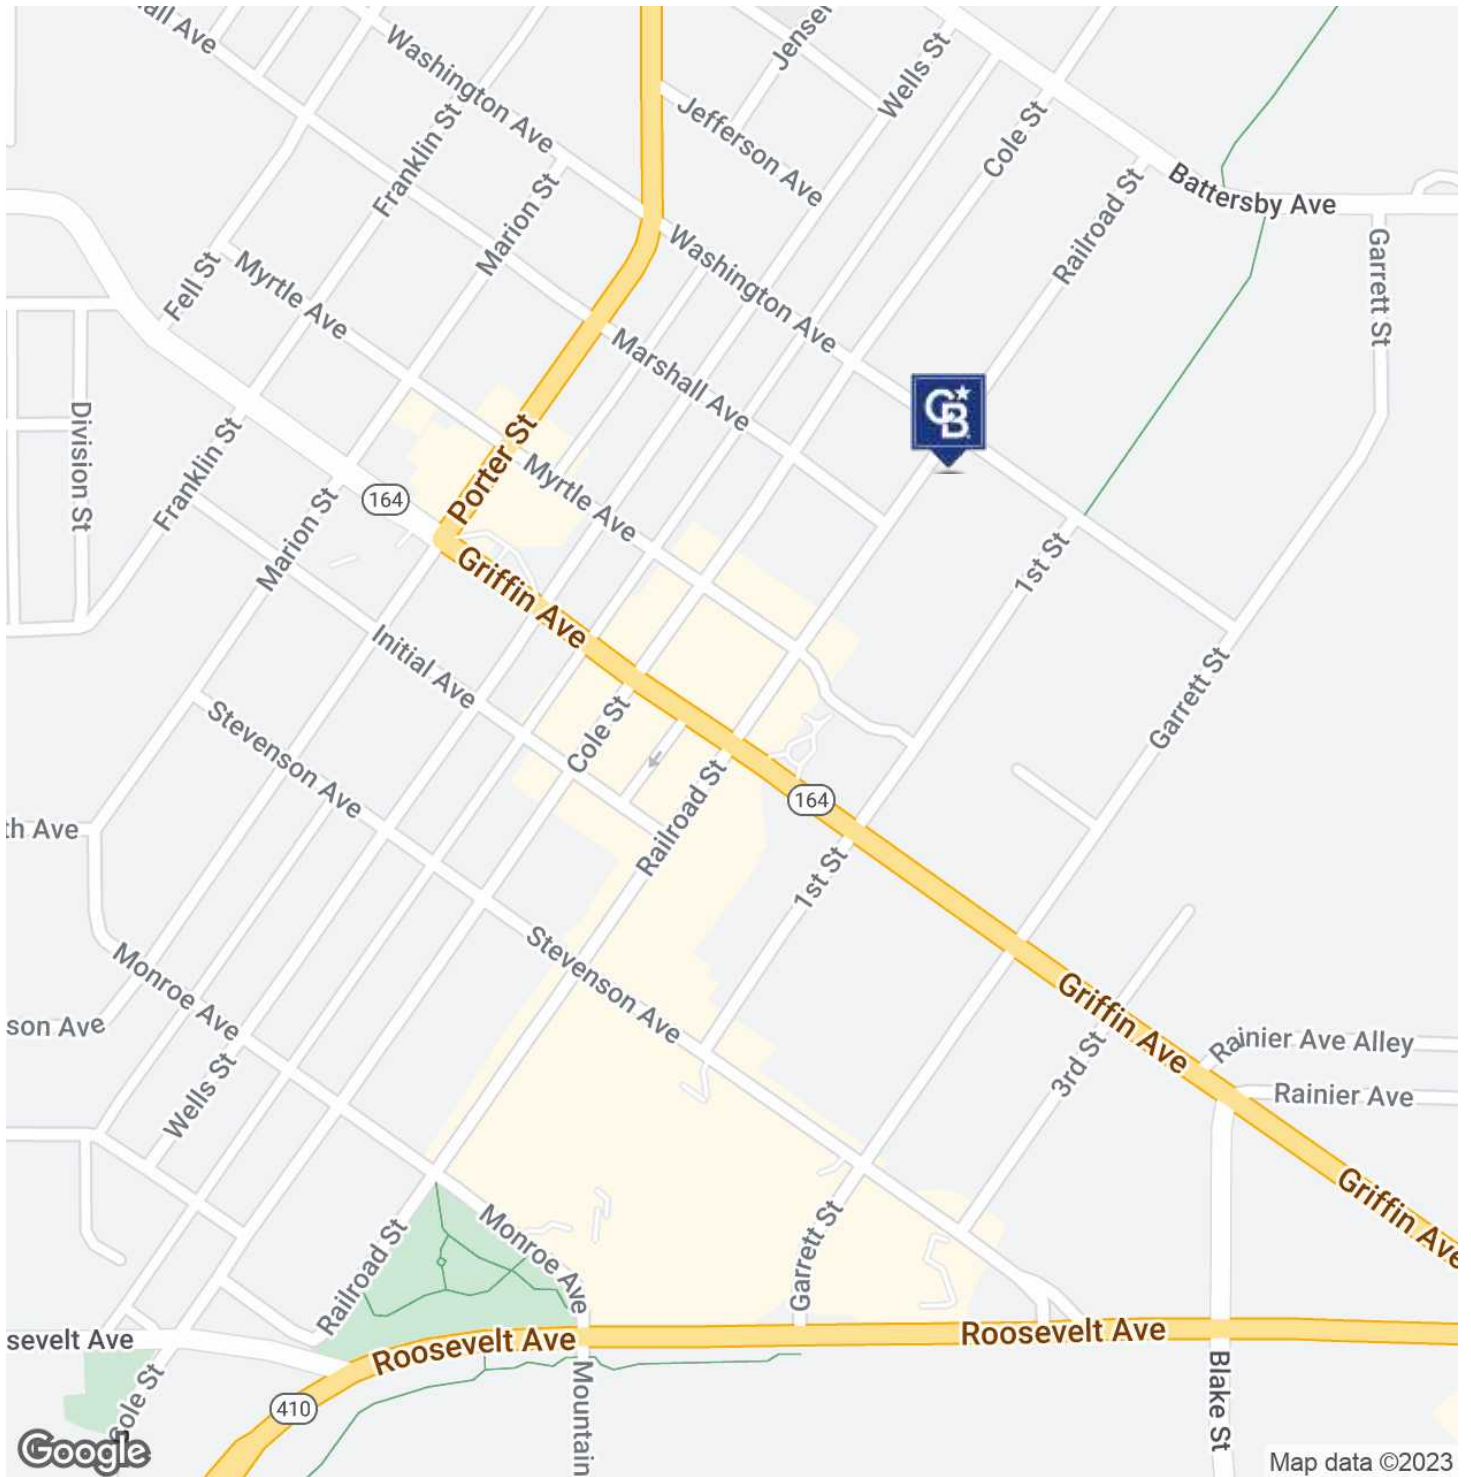 all Ave
Washington Ave
Jensen
Wells St
Jefferson Ave
Franklin St
Cole St
Marion St
Battersby Ave
Railroad St
Fell St
Myrtle Ave
Washington Ave
Garrett St
Marshall Ave
CB
Division St
Franklin St
Porter St
164
Myrtle Ave
Marion St
Griffin Ave
1st St
Initial Ave
Garrett St
Stevenson Ave
Cole St
164
th Ave
Railroad St
1st St
Stevenson Ave
Monroe Ave
Griffin Ave
son Ave
Rainier Ave Alley
3rd St
Wells St
Rainier Ave
Griffin Ave
Monroe Ave
Garrett St
Railroad St
sevelt Ave
Roosevelt Ave
Roosevelt Ave
Cole St
410
Mountain
Blake St
Google
Map data ©2023